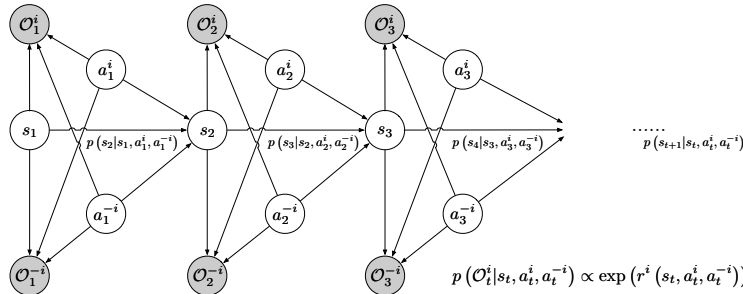 𝒪₁ⁱ 𝒪₂ⁱ 𝒪₃ⁱ
a₁ⁱ a₂ⁱ a₃ⁱ
s₁ s₂ s₃ ......
p(s₂|s₁, a₁ⁱ, a₁⁻ⁱ) p(s₃|s₂, a₂ⁱ, a₂⁻ⁱ) p(s₄|s₃, a₃ⁱ, a₃⁻ⁱ) p(sₜ₊₁|sₜ, aₜⁱ, aₜ⁻ⁱ)
a₁⁻ⁱ a₂⁻ⁱ a₃⁻ⁱ
𝒪₁⁻ⁱ 𝒪₂⁻ⁱ 𝒪₃⁻ⁱ p(𝒪ₜⁱ|sₜ, aₜⁱ, aₜ⁻ⁱ) ∝ exp(rⁱ(sₜ, aₜⁱ, aₜ⁻ⁱ))